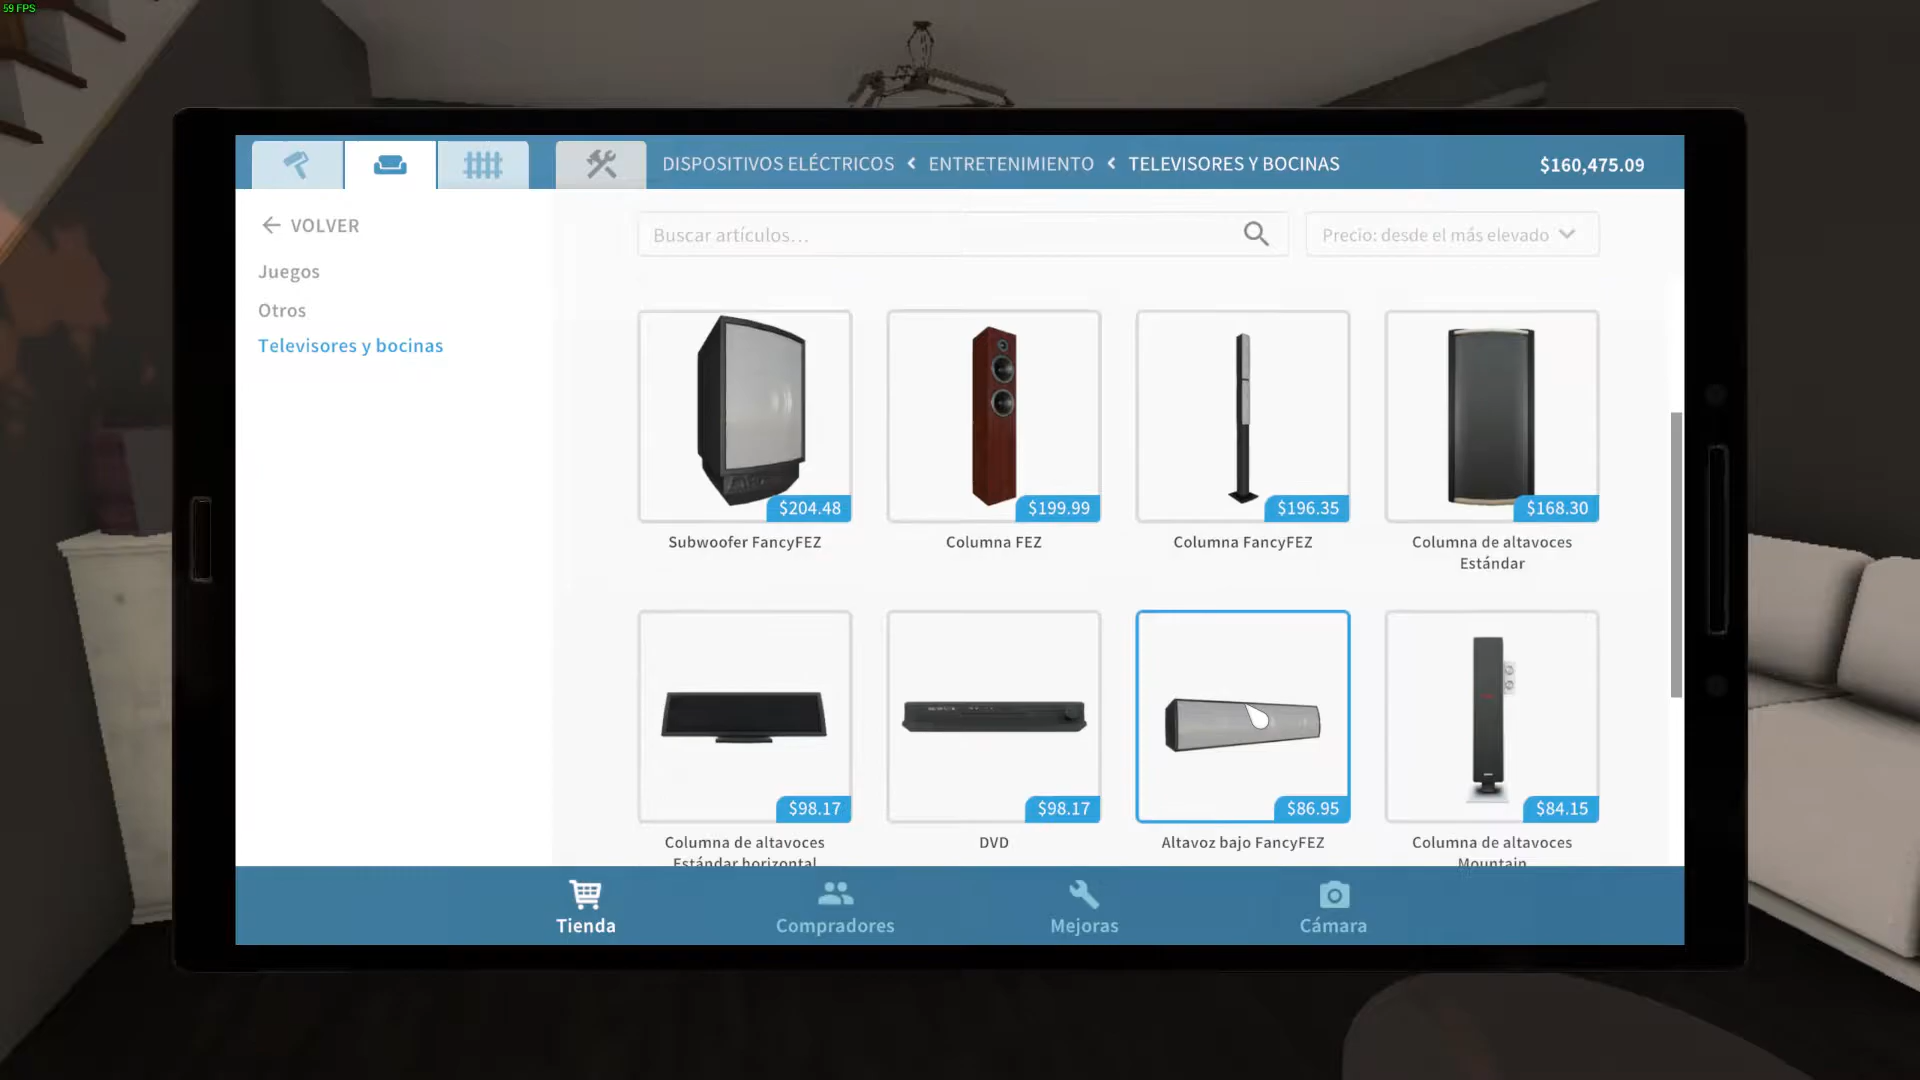 59 FPS
DISPOSITIVOS ELÉCTRICOS < ENTRETENIMIENTO < TELEVISORES Y BOCINAS
$160,475.09
VOLVER
Juegos
Otros
Televisores y bocinas
Buscar artículos...
Precio: desde el más elevado
$204.48
$199.99
$196.35
$168.30
Subwoofer FancyFEZ
Columna FEZ
Columna FancyFEZ
Columna de altavoces
Estándar
$98.17
$98.17
$86.95
$84.15
Columna de altavoces
Estándar horizontal
DVD
Altavoz bajo FancyFEZ
Columna de altavoces
Mountain
Tienda
Compradores
Mejoras
Cámara